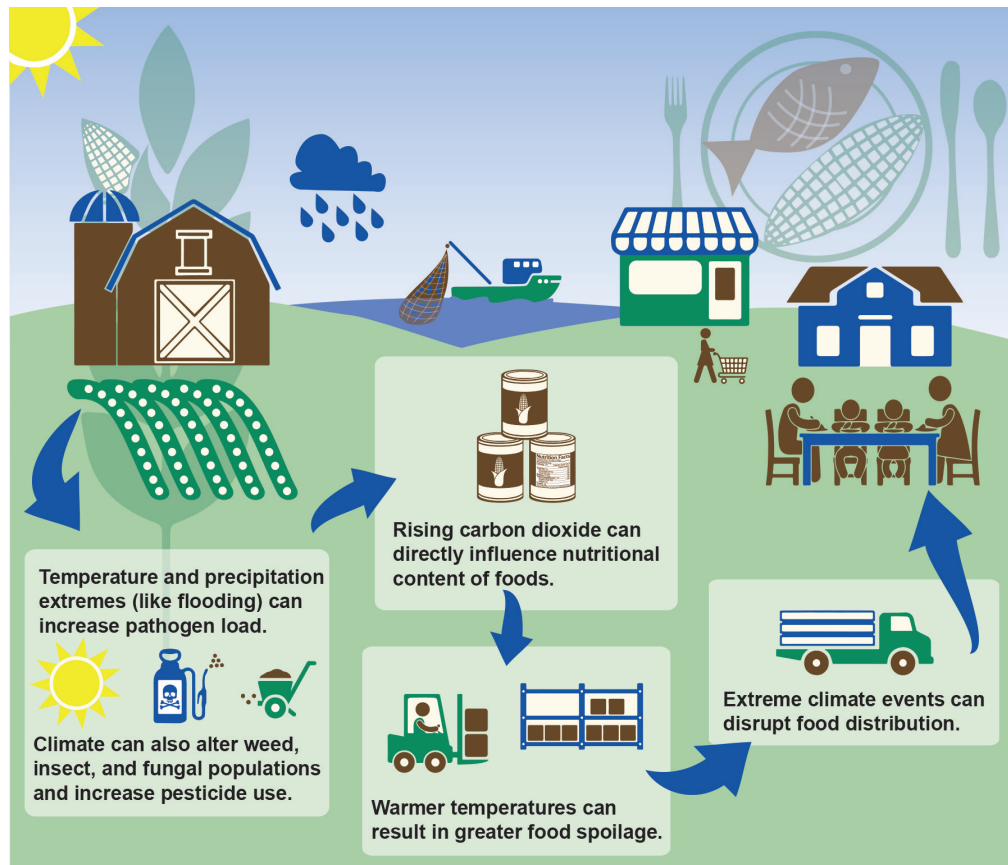 Temperature and precipitation
extremes (like flooding) can
increase pathogen load.
Climate can also alter weed,
insect, and fungal populations
and increase pesticide use.
Nutrition Facts
Rising carbon dioxide can
directly influence nutritional
content of foods.
Warmer temperatures can
result in greater food spoilage.
Extreme climate events can
disrupt food distribution.